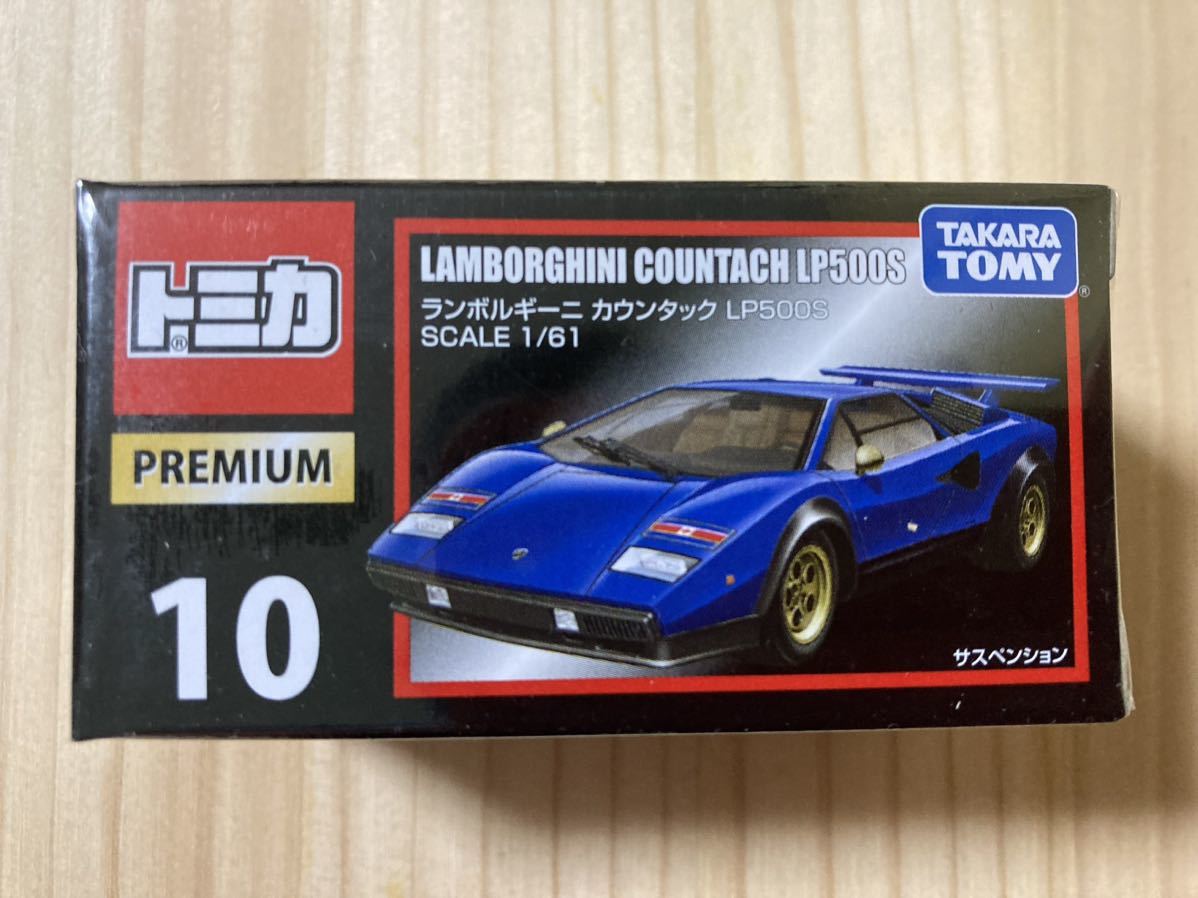 トミカ
®
PREMIUM
10
LAMBORGHINI COUNTACH LP500S
ランボルギーニ カウンタック LP500S
SCALE 1/61
TAKARA
TOMY
®
サスペンション